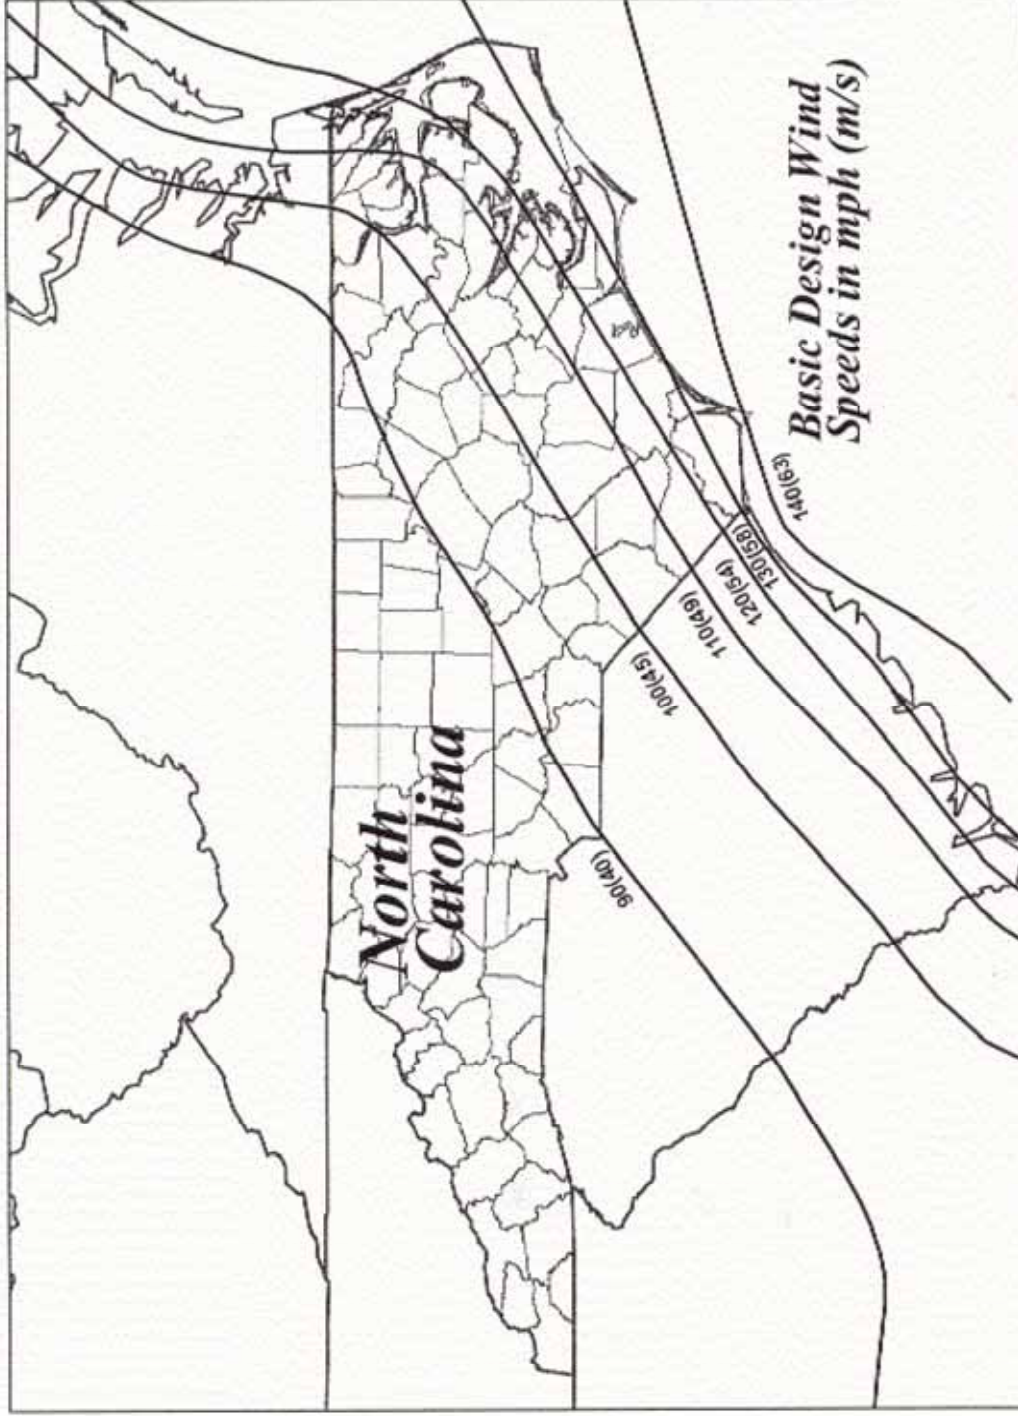 North
Carolina
Basic Design Wind
Speeds in mph (m/s)
90(40)
100(45)
110(49)
120(54)
130(58)
140(63)